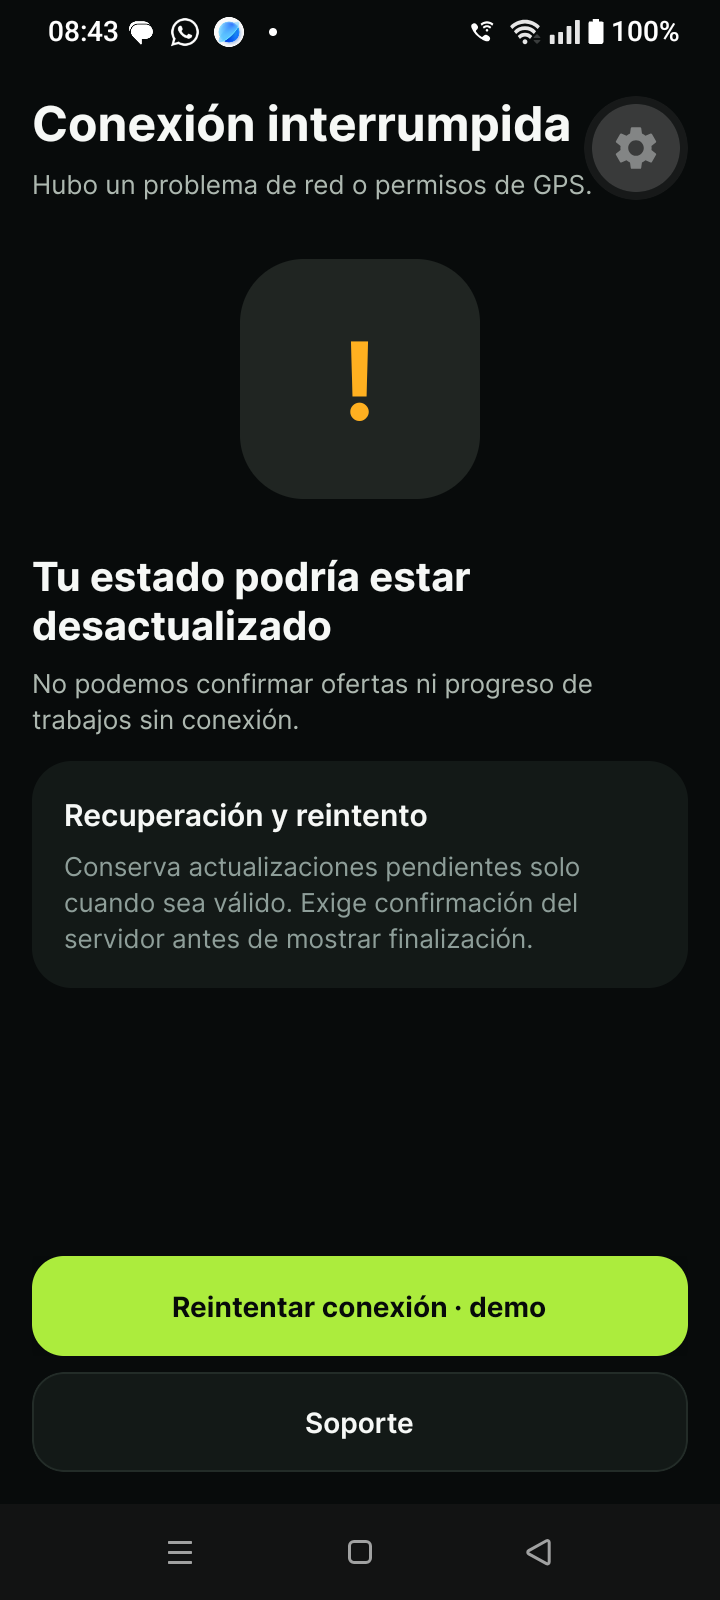 08:43
100%
Conexión interrumpida
Hubo un problema de red o permisos de GPS.
!
Tu estado podría estar
desactualizado
No podemos confirmar ofertas ni progreso de
trabajos sin conexión.
Recuperación y reintento
Conserva actualizaciones pendientes solo
cuando sea válido. Exige confirmación del
servidor antes de mostrar finalización.
Reintentar conexión · demo
Soporte